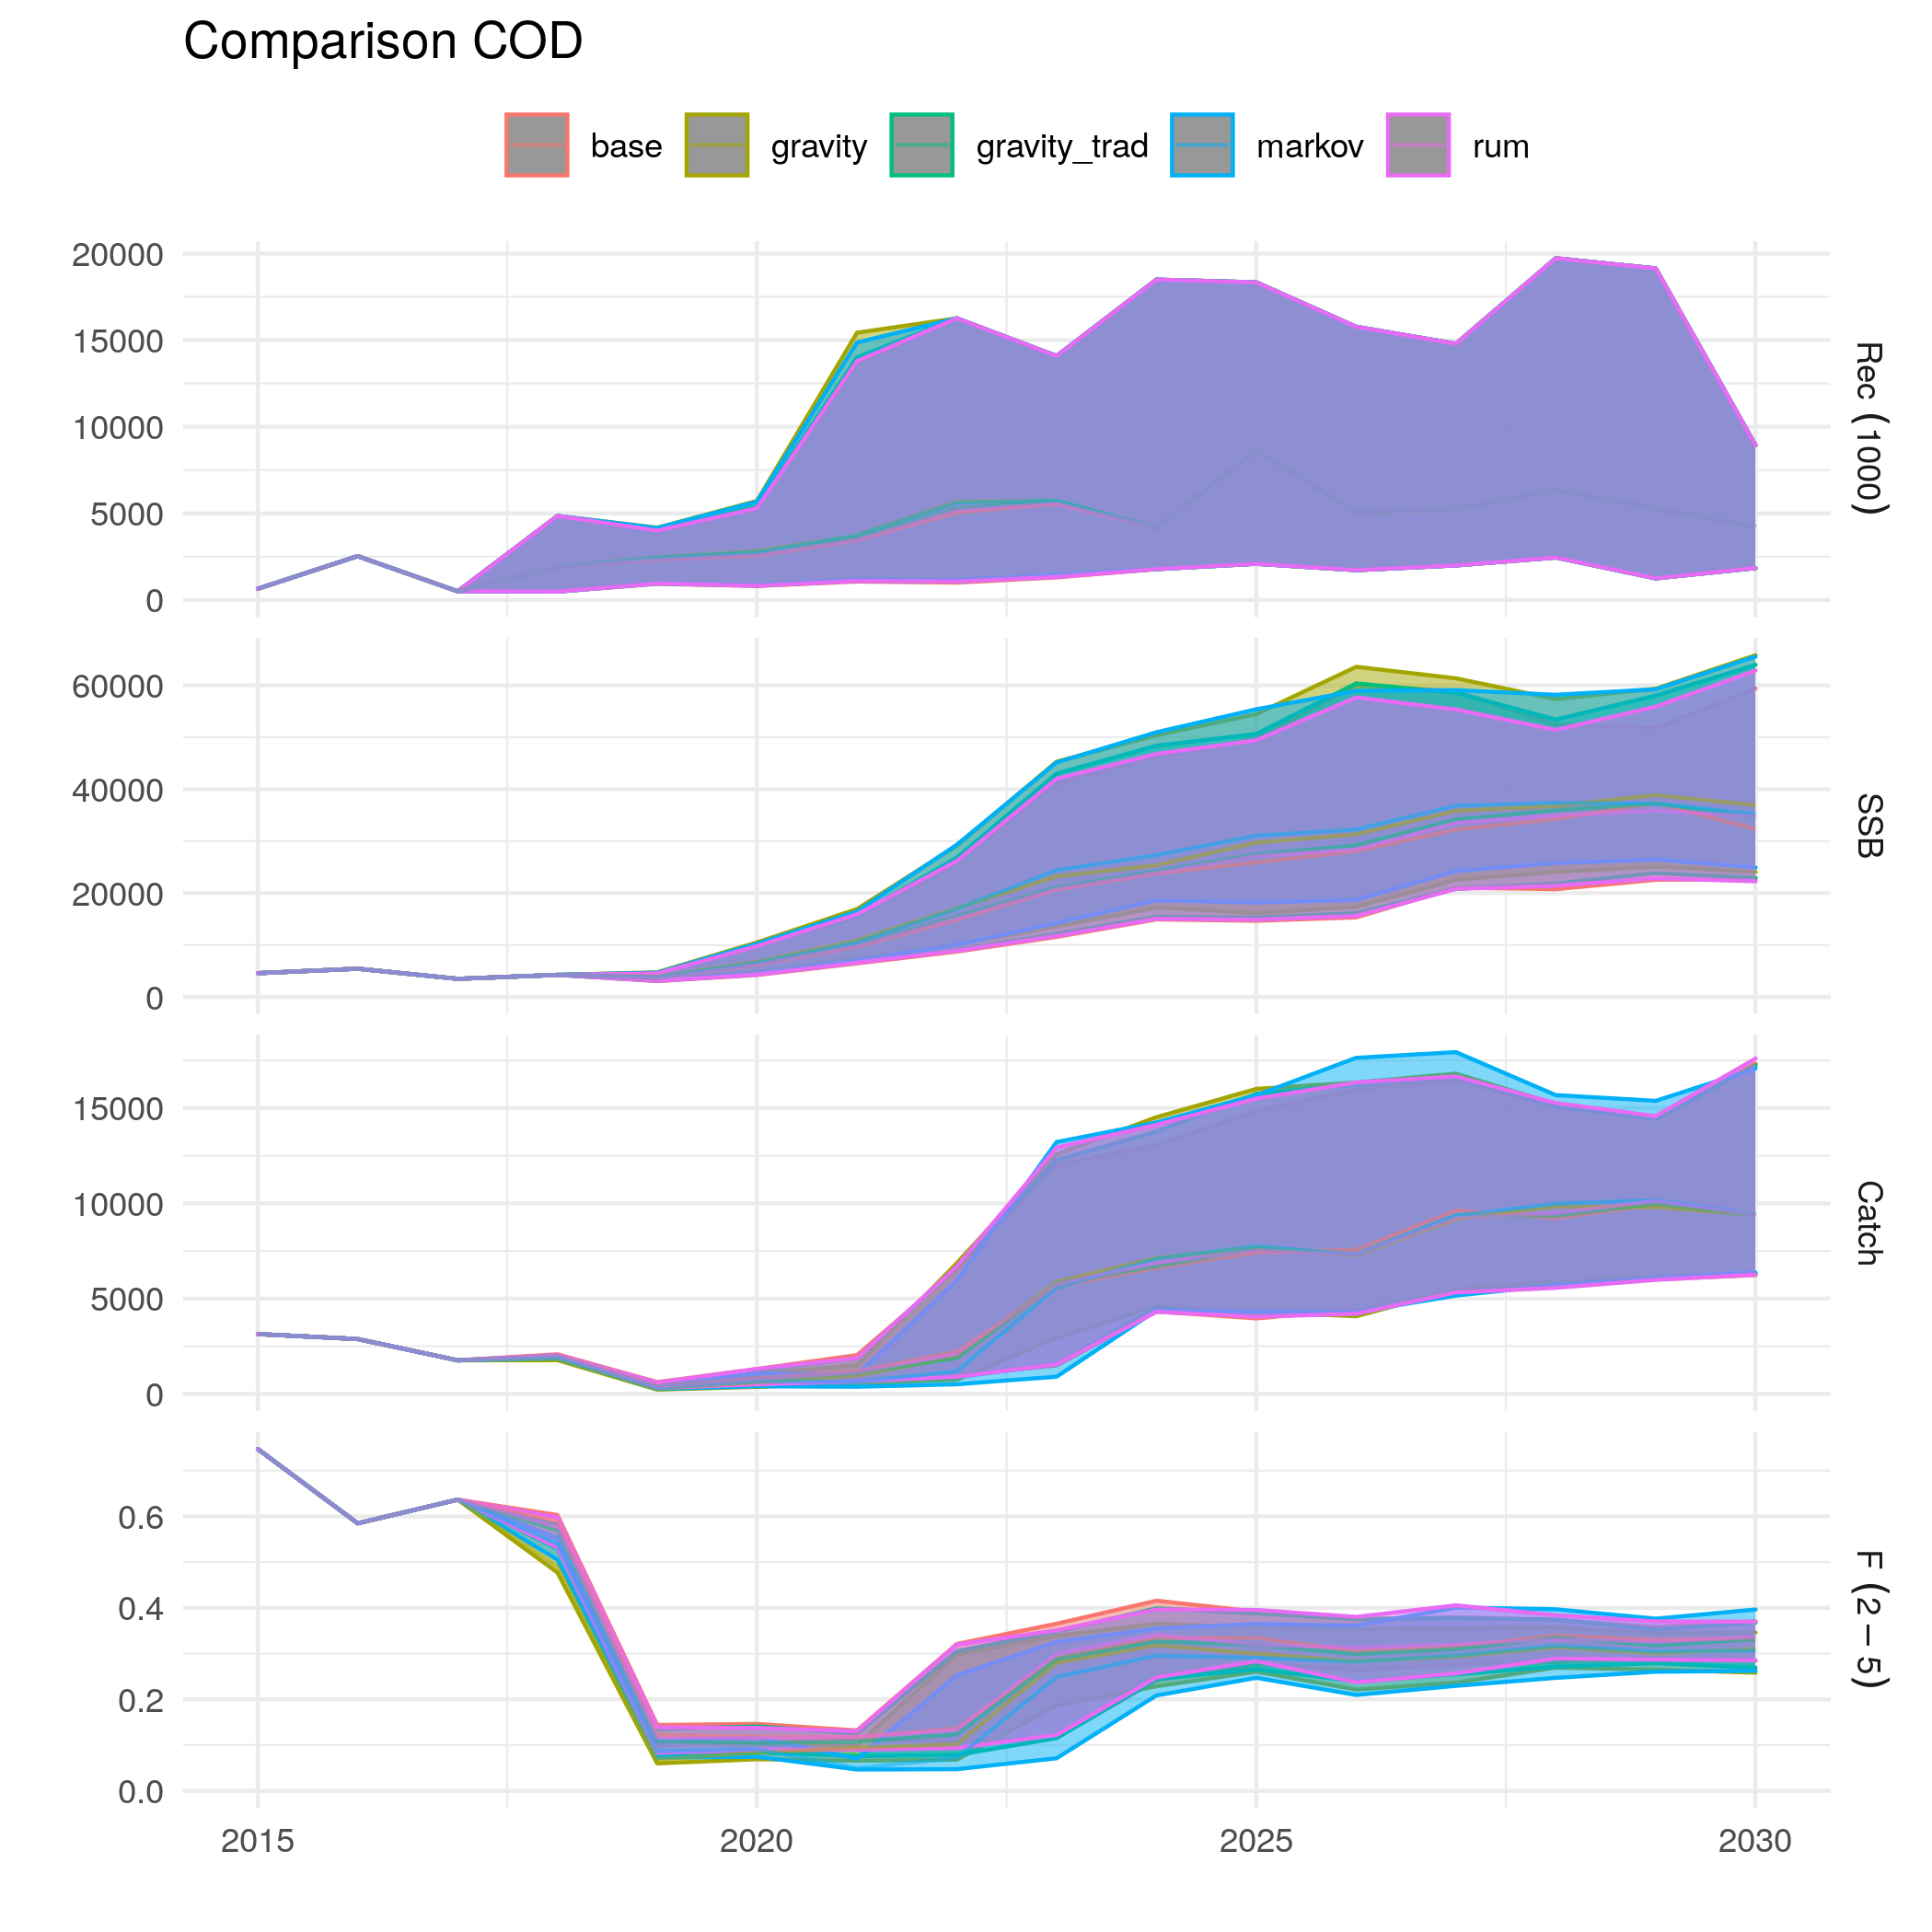 Comparison COD
base gravity gravity_trad markov rum
20000
15000
10000
5000
0
Rec (1000)
60000
40000
20000
0
SSB
15000
10000
5000
0
Catch
0.6
0.4
0.2
0.0
F (2−5)
2015 2020 2025 2030